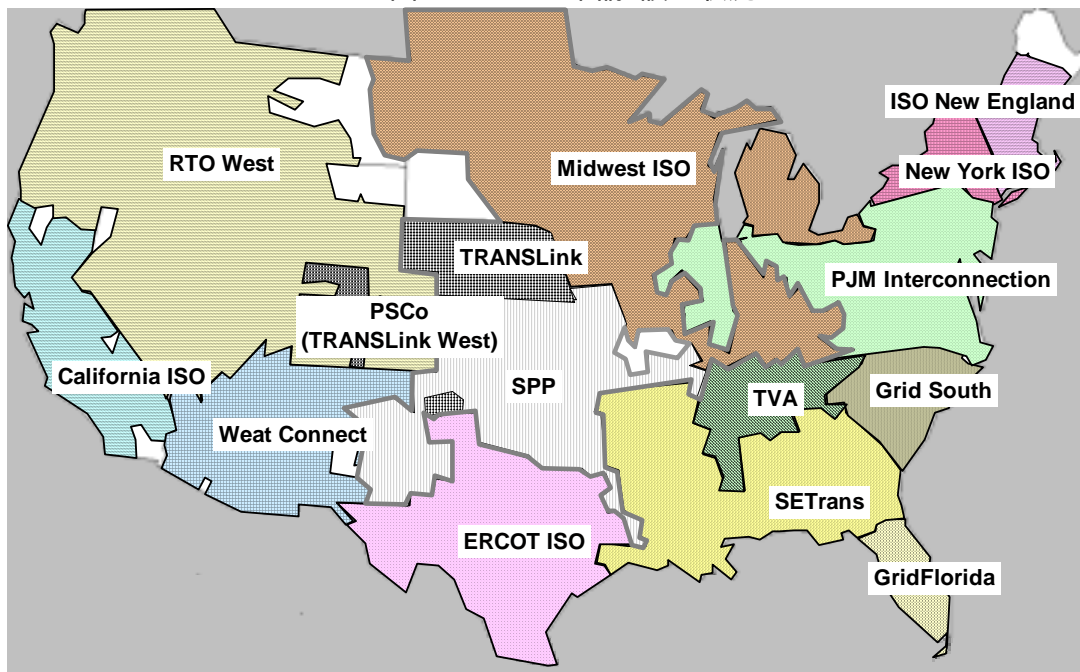 ISO New England
RTO West
Midwest ISO
New York ISO
TRANSLink
PJM Interconnection
PSCo
(TRANSLink West)
California ISO
SPP
TVA
Grid South
Weat Connect
SETrans
ERCOT ISO
GridFlorida